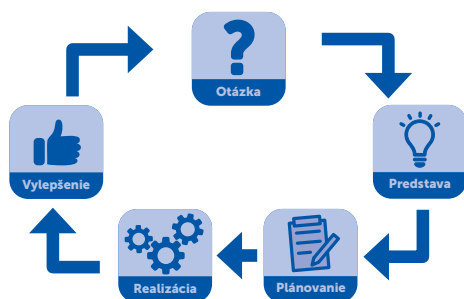 Otázka
Predstava
Plánovanie
Realizácia
Vylepšenie